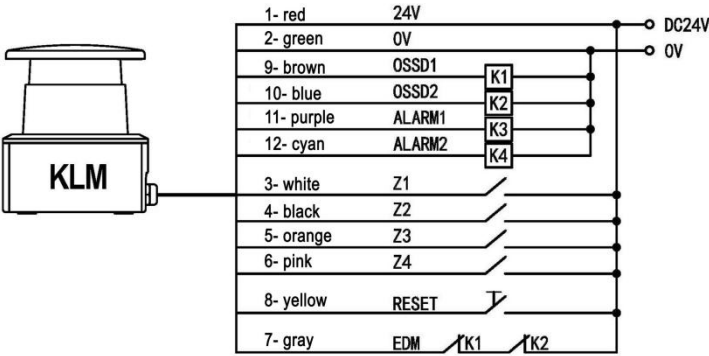 1- red 24V
DC24V
2- green 0V
0V
9- brown OSSD1 K1
10- blue OSSD2 K2
11- purple ALARM1 K3
12- cyan ALARM2 K4
KLM
3- white Z1
4- black Z2
5- orange Z3
6- pink Z4
8- yellow RESET
7- gray EDM K1 K2